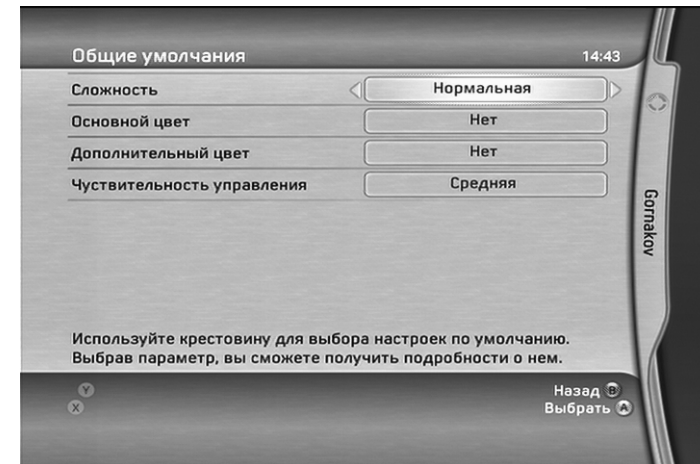 Общие умолчания 14:43
Сложность Нормальная
Основной цвет Нет
Дополнительный цвет Нет
Чуствительность управления Средняя
Gornakov
Используйте крестовину для выбора настроек по умолчанию.
Выбрав параметр, вы сможете получить подробности о нем.
Y Назад B
X Выбрать A